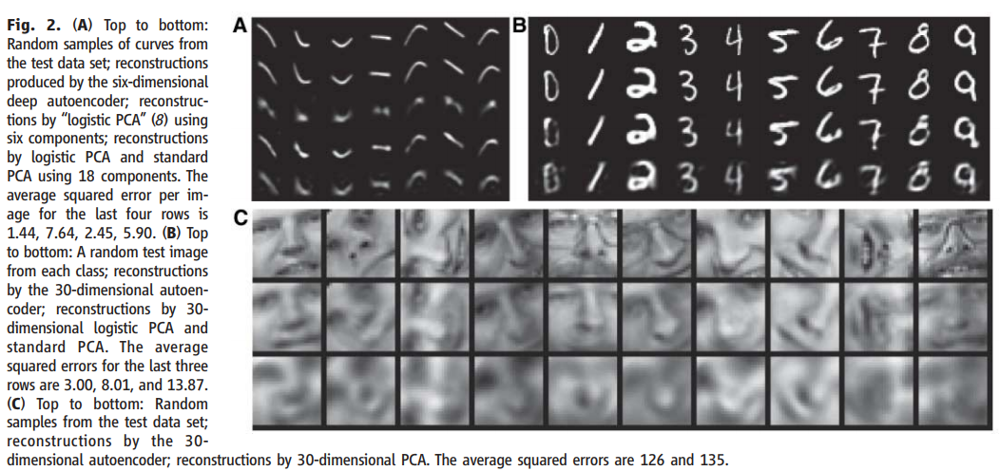 Fig. 2. (A) Top to bottom:
Random samples of curves from
the test data set; reconstructions
produced by the six-dimensional
deep autoencoder; reconstruc-
tions by “logistic PCA” (8) using
six components; reconstructions
by logistic PCA and standard
PCA using 18 components. The
average squared error per im-
age for the last four rows is
1.44, 7.64, 2.45, 5.90. (B) Top
to bottom: A random test image
from each class; reconstructions
by the 30-dimensional autoen-
coder; reconstructions by 30-
dimensional logistic PCA and
standard PCA. The average
squared errors for the last three
rows are 3.00, 8.01, and 13.87.
(C) Top to bottom: Random
samples from the test data set;
reconstructions by the 30-
dimensional autoencoder; reconstructions by 30-dimensional PCA. The average squared errors are 126 and 135.
A
B
0 1 2 3 4 5 6 7 8 9
0 1 2 3 4 5 6 7 8 9
0 1 2 3 4 5 6 7 8 9
0 1 2 3 4 5 6 7 8 9
C